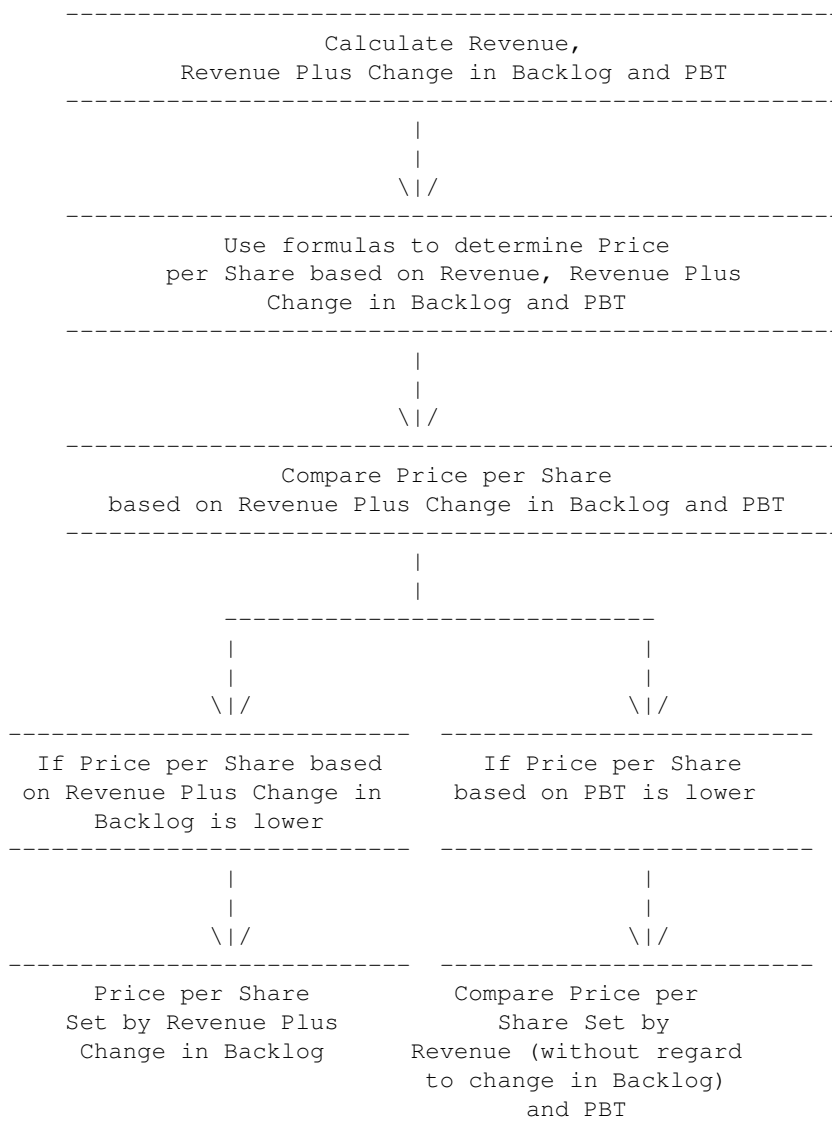 Calculate Revenue,
Revenue Plus Change in Backlog and PBT
Use formulas to determine Price
per Share based on Revenue, Revenue Plus
Change in Backlog and PBT
Compare Price per Share
based on Revenue Plus Change in Backlog and PBT
If Price per Share based
on Revenue Plus Change in
Backlog is lower
If Price per Share
based on PBT is lower
Price per Share
Set by Revenue Plus
Change in Backlog
Compare Price per
Share Set by
Revenue (without regard
to change in Backlog)
and PBT